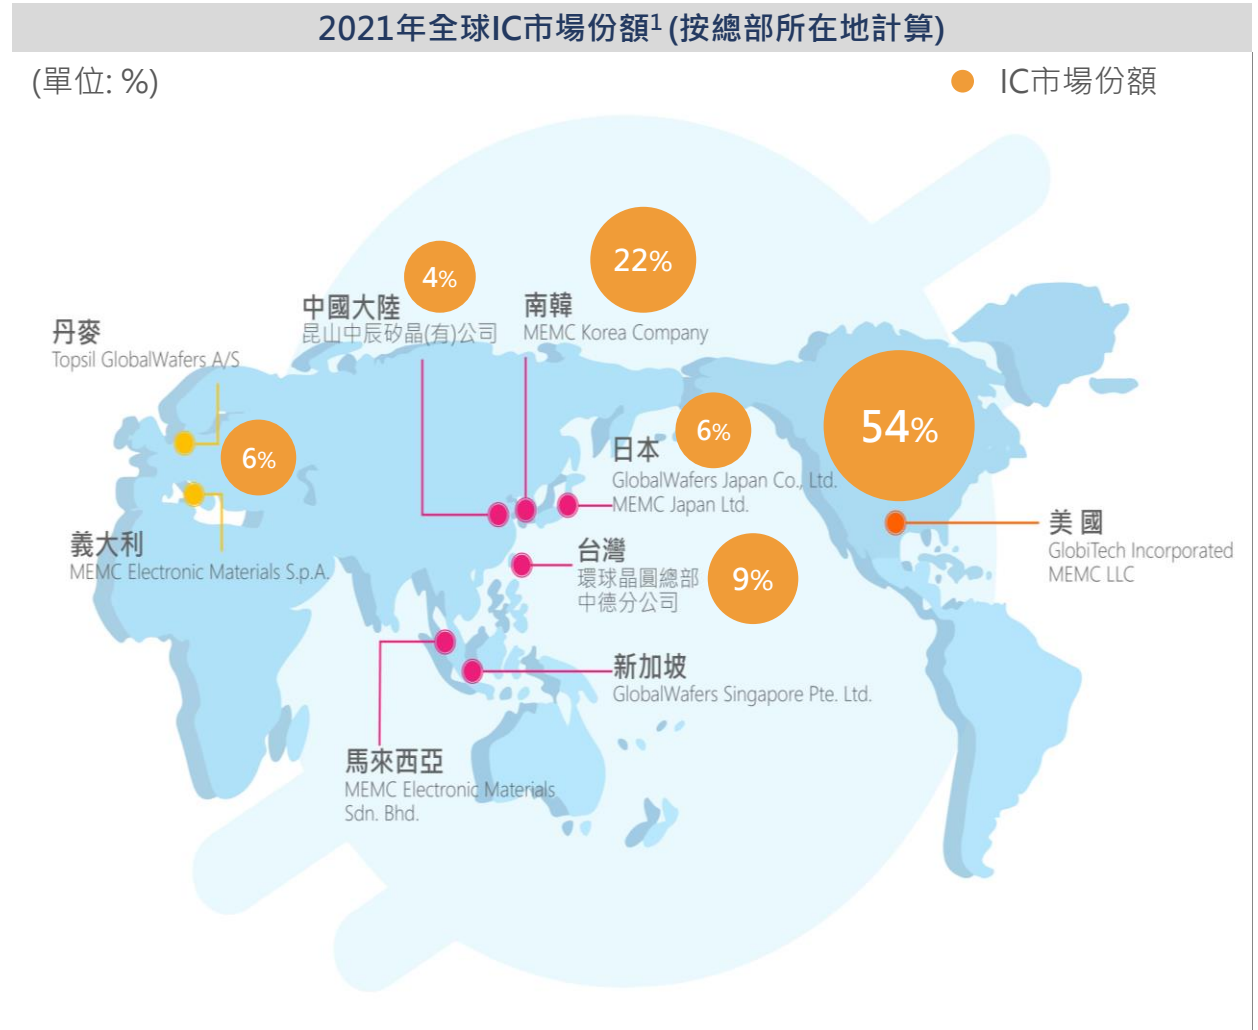 2021年全球IC市場份額1 (按總部所在地計算)
(單位: %)
IC市場份額
22%
4%
中國大陸
昆山中辰矽晶(有)公司
南韓
MEMC Korea Company
丹麥
Topsil GlobalWafers A/S
54%
6%
日本
GlobalWafers Japan Co., Ltd.
MEMC Japan Ltd.
6%
美 國
GlobiTech Incorporated
MEMC LLC
義大利
MEMC Electronic Materials S.p.A.
台灣
環球晶圓總部
中德分公司
9%
新加坡
GlobalWafers Singapore Pte. Ltd.
馬來西亞
MEMC Electronic Materials
Sdn. Bhd.